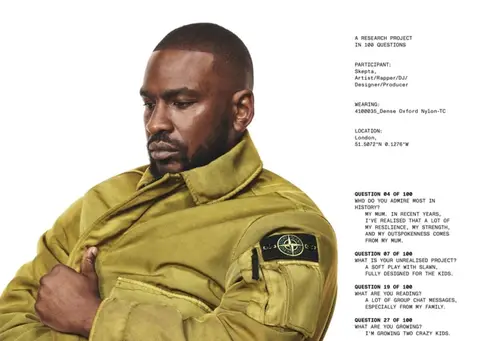 A RESEARCH PROJECT
IN 100 QUESTIONS
PARTICIPANT:
Skepta,
Artist/Rapper/DJ/
Designer/Producer
WEARING:
4100035_Dense Oxford Nylon-TC
LOCATION:
London,
51.5072°N 0.1276°W
QUESTION 04 OF 100
WHO DO YOU ADMIRE MOST IN
HISTORY?
MY MUM. IN RECENT YEARS,
I'VE REALISED THAT A LOT OF
MY RESILIENCE, MY STRENGTH,
AND MY OUTSPOKENNESS COMES
FROM MY MUM.
QUESTION 07 OF 100
WHAT IS YOUR UNREALISED PROJECT?
A SOFT PLAY WITH SLAWN,
FULLY DESIGNED FOR THE KIDS.
QUESTION 19 OF 100
WHAT ARE YOU READING?
A LOT OF GROUP CHAT MESSAGES,
ESPECIALLY FROM MY FAMILY.
QUESTION 27 OF 100
WHAT ARE YOU GROWING?
I'M GROWING TWO CRAZY KIDS.